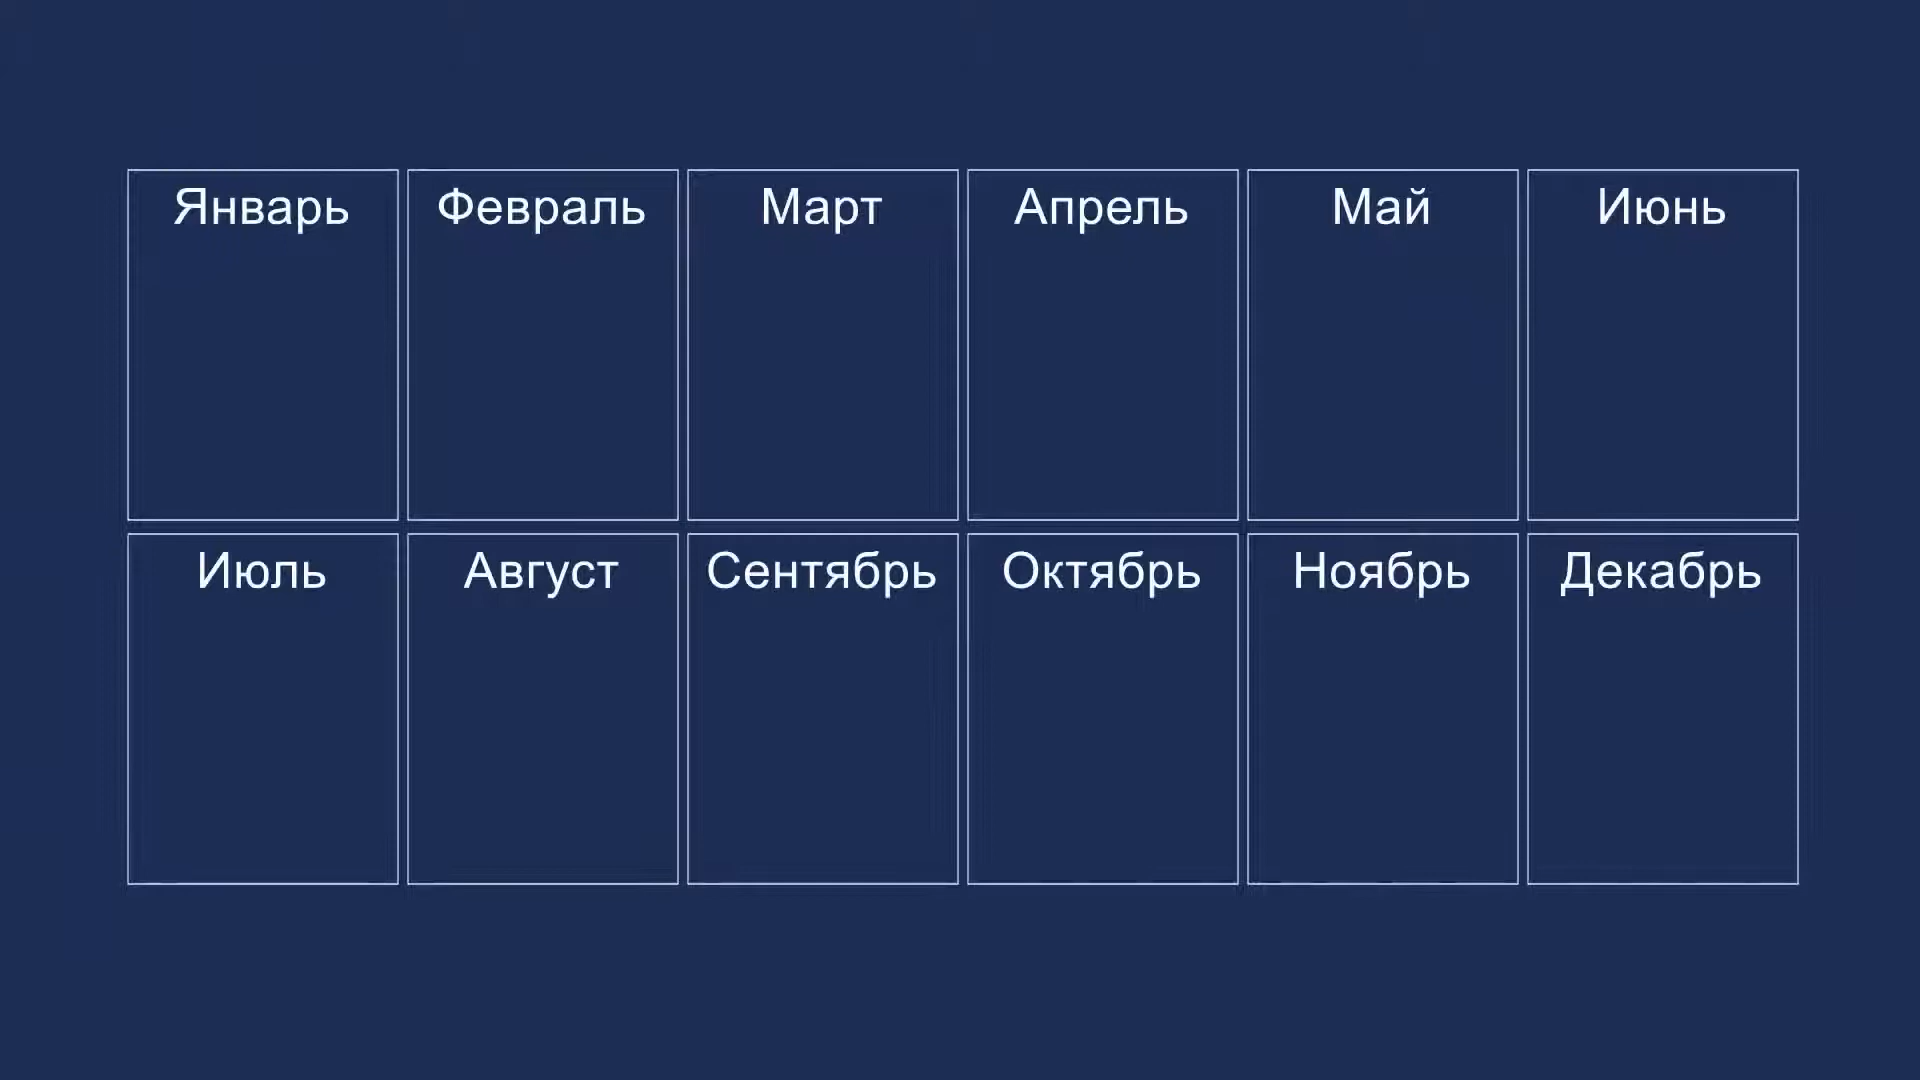 Январь Февраль Март Апрель Май Июнь
Июль Август Сентябрь Октябрь Ноябрь Декабрь